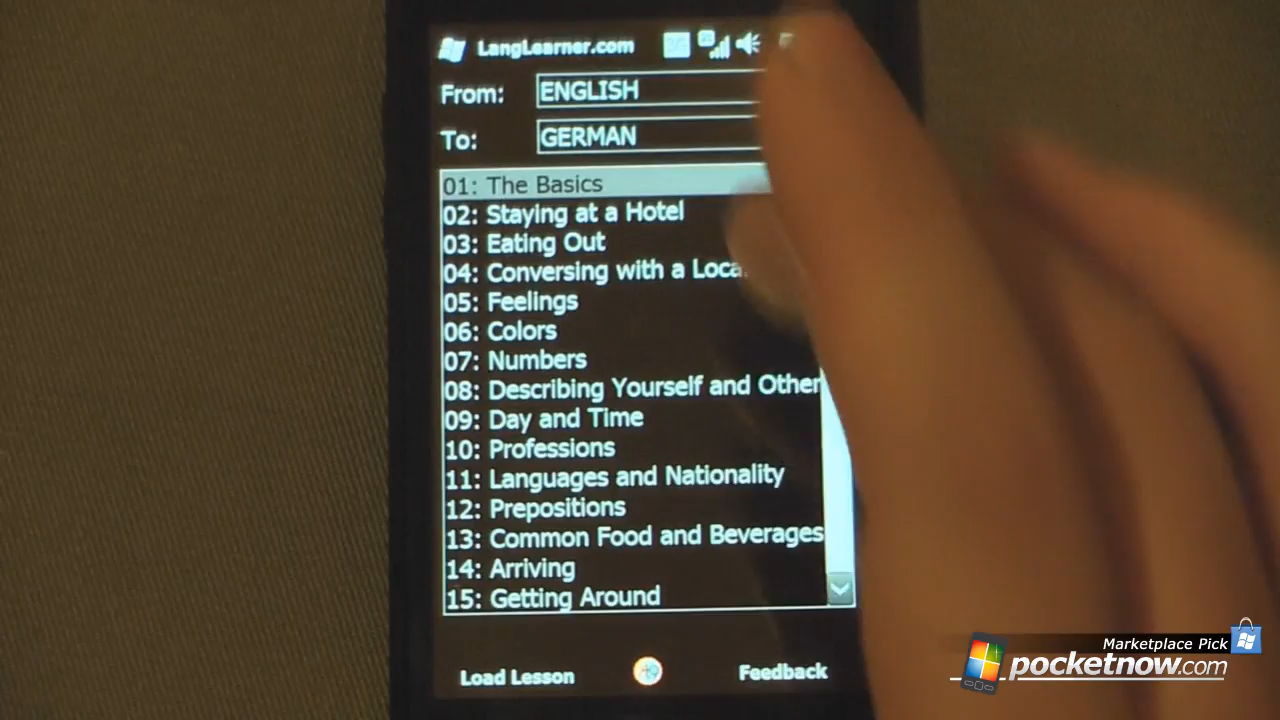 LangLearner.com
From: ENGLISH
To: GERMAN
01: The Basics
02: Staying at a Hotel
03: Eating Out
04: Conversing with a Loca
05: Feelings
06: Colors
07: Numbers
08: Describing Yourself and Other
09: Day and Time
10: Professions
11: Languages and Nationality
12: Prepositions
13: Common Food and Beverages
14: Arriving
15: Getting Around
Load Lesson Feedback
Marketplace Pick
pocketnow.com